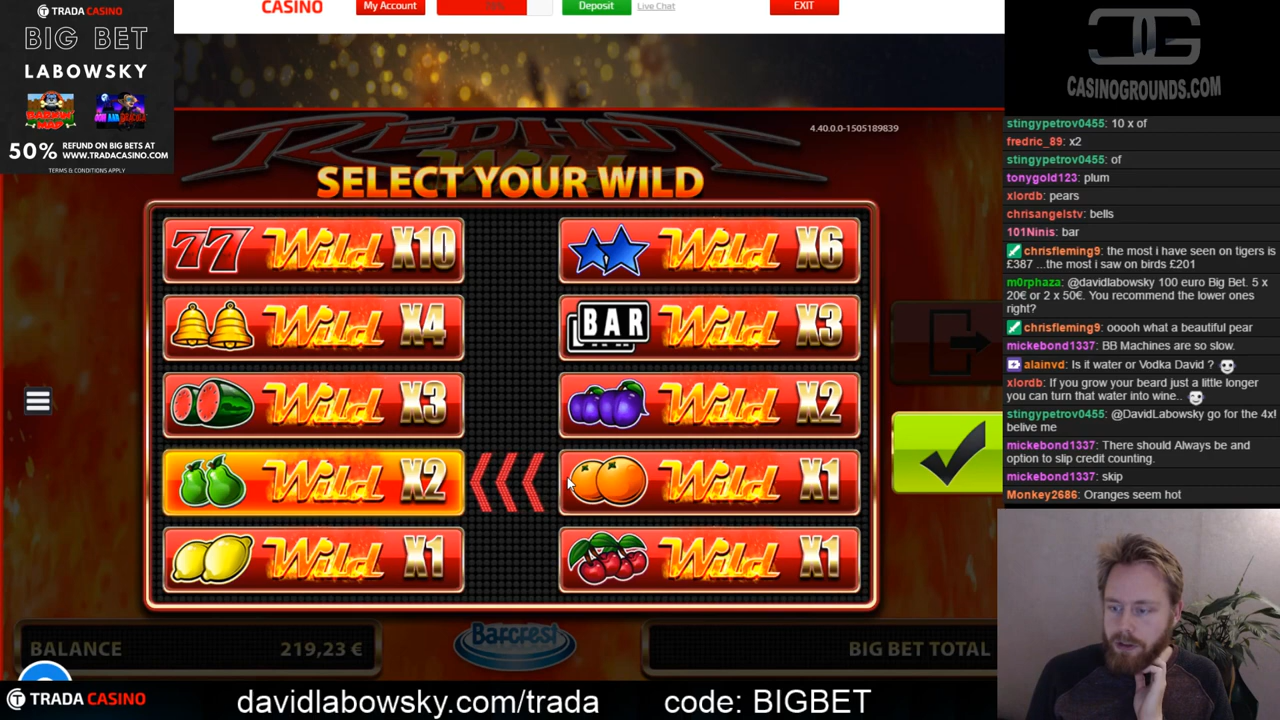 TRADA CASINO
BIG BET
LABOWSKY
50% REFUND ON BIG BETS AT
WWW.TRADACASINO.COM
TERMS & CONDITIONS APPLY
CASINO
My Account
Deposit
Live Chat
EXIT
REDHOT
Wild
4.40.0.0-1505189839
SELECT YOUR WILD
77 Wild X10
Wild X6
Wild X4
BAR Wild X3
Wild X3
Wild X2
Wild X2
Wild X1
Wild X1
Wild X1
BALANCE 219,23 €
Barcrest
BIG BET TOTAL
TRADA CASINO
davidlabowsky.com/trada code: BIGBET
CG
CASINOGROUNDS.COM
stingypetrov0455: 10 x of
fredric_89: x2
stingypetrov0455: of
tonygold123: plum
xlordb: pears
chrisangelstv: bells
101Ninis: bar
chrisfleming9: the most i have seen on tigers is
£387 ...the most i saw on birds £201
m0rphaza: @davidlabowsky 100 euro Big Bet. 5 x
20€ or 2 x 50€. You recommend the lower ones
right?
chrisfleming9: ooooh what a beautiful pear
mickebond1337: BB Machines are so slow.
alainvd: Is it water or Vodka David ?
xlordb: If you grow your beard just a little longer
you can turn that water into wine..
stingypetrov0455: @DavidLabowsky go for the 4x!
belive me
mickebond1337: There should Always be and
option to slip credit counting.
mickebond1337: skip
Monkey2686: Oranges seem hot